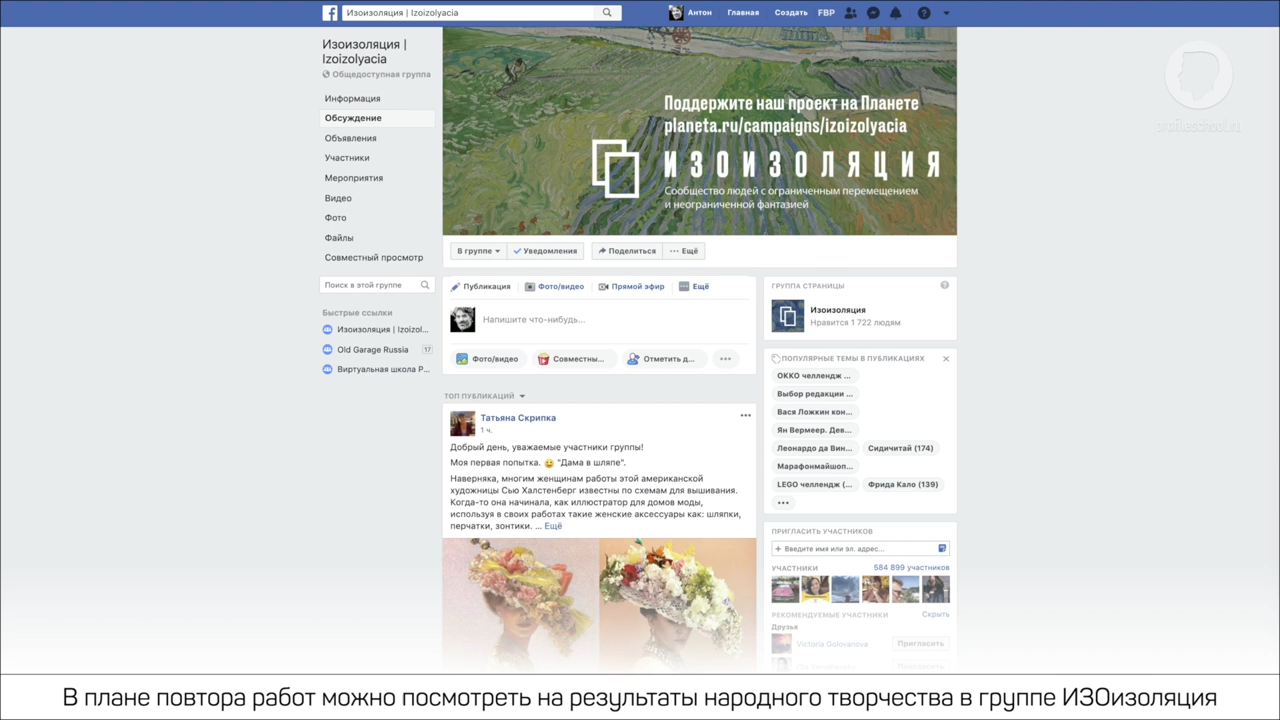 Изоизоляция | Izoizolyacia
Антон
Главная
Создать
FBP
Изоизоляция |
Izoizolyacia
Общедоступная группа
Информация
Обсуждение
Объявления
Участники
Мероприятия
Видео
Фото
Файлы
Совместный просмотр
Поиск в этой группе
Быстрые ссылки
Изоизоляция | Izoizol...
Old Garage Russia 17
Виртуальная школа Р...
Поддержите наш проект на Планете
planeta.ru/campaigns/izoizolyacia
ИЗОИЗОЛЯЦИЯ
Сообщество людей с ограниченным перемещением
и неограниченной фантазией
profileschool.ru
В группе
Уведомления
Поделиться
Ещё
Публикация
Фото/видео
Прямой эфир
Ещё
Напишите что-нибудь...
Фото/видео
Совместны...
Отметить д...
ТОП ПУБЛИКАЦИЙ
Татьяна Скрипка
1 ч.
Добрый день, уважаемые участники группы!
Моя первая попытка. 😉 "Дама в шляпе".
Наверняка, многим женщинам работы этой американской
художницы Сью Халстенберг известны по схемам для вышивания.
Когда-то она начинала, как иллюстратор для домов моды,
используя в своих работах такие женские аксессуары как: шляпки,
перчатки, зонтики. ... Ещё
ГРУППА СТРАНИЦЫ
Изоизоляция
Нравится 1 722 людям
ПОПУЛЯРНЫЕ ТЕМЫ В ПУБЛИКАЦИЯХ
ОККО челлендж ...
Выбор редакции ...
Вася Ложкин кон...
Ян Вермеер. Дев...
Леонардо да Вин... Сидичитай (174)
Марафонмайшоп...
LEGO челлендж (... Фрида Кало (139)
ПРИГЛАСИТЬ УЧАСТНИКОВ
+ Введите имя или эл. адрес...
УЧАСТНИКИ 584 899 участников
РЕКОМЕНДУЕМЫЕ УЧАСТНИКИ Скрыть
Друзья
Victoria Golovanova Пригласить
Пригласить
В плане повтора работ можно посмотреть на результаты народного творчества в группе ИЗОизоляция